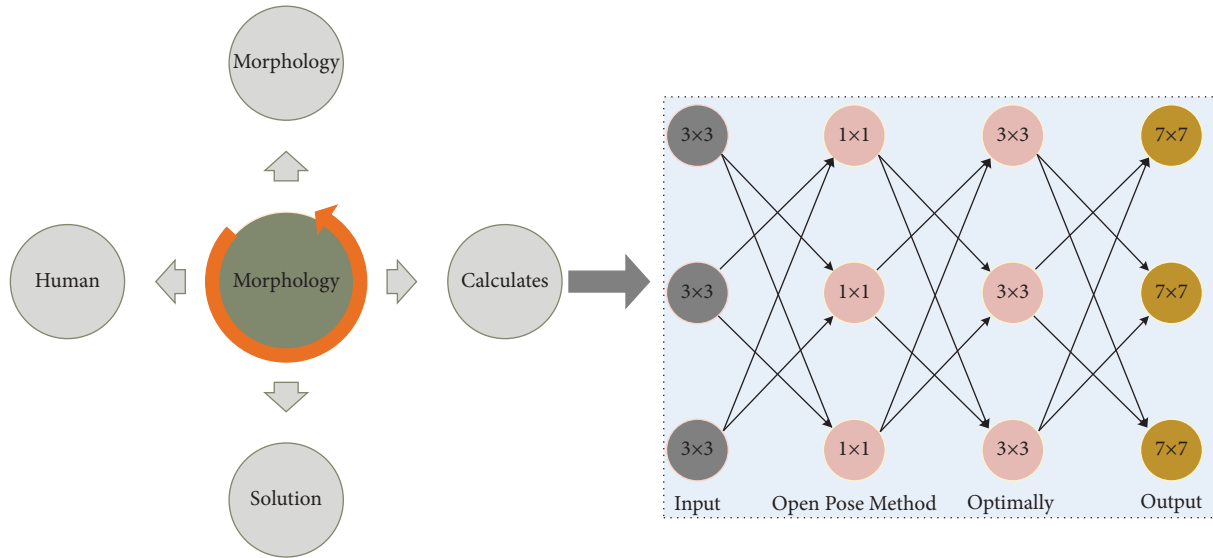 Morphology
Human
Morphology
Calculates
Solution
3×3
1×1
3×3
7×7
3×3
1×1
3×3
7×7
3×3
1×1
3×3
7×7
Input
Open Pose Method
Optimally
Output